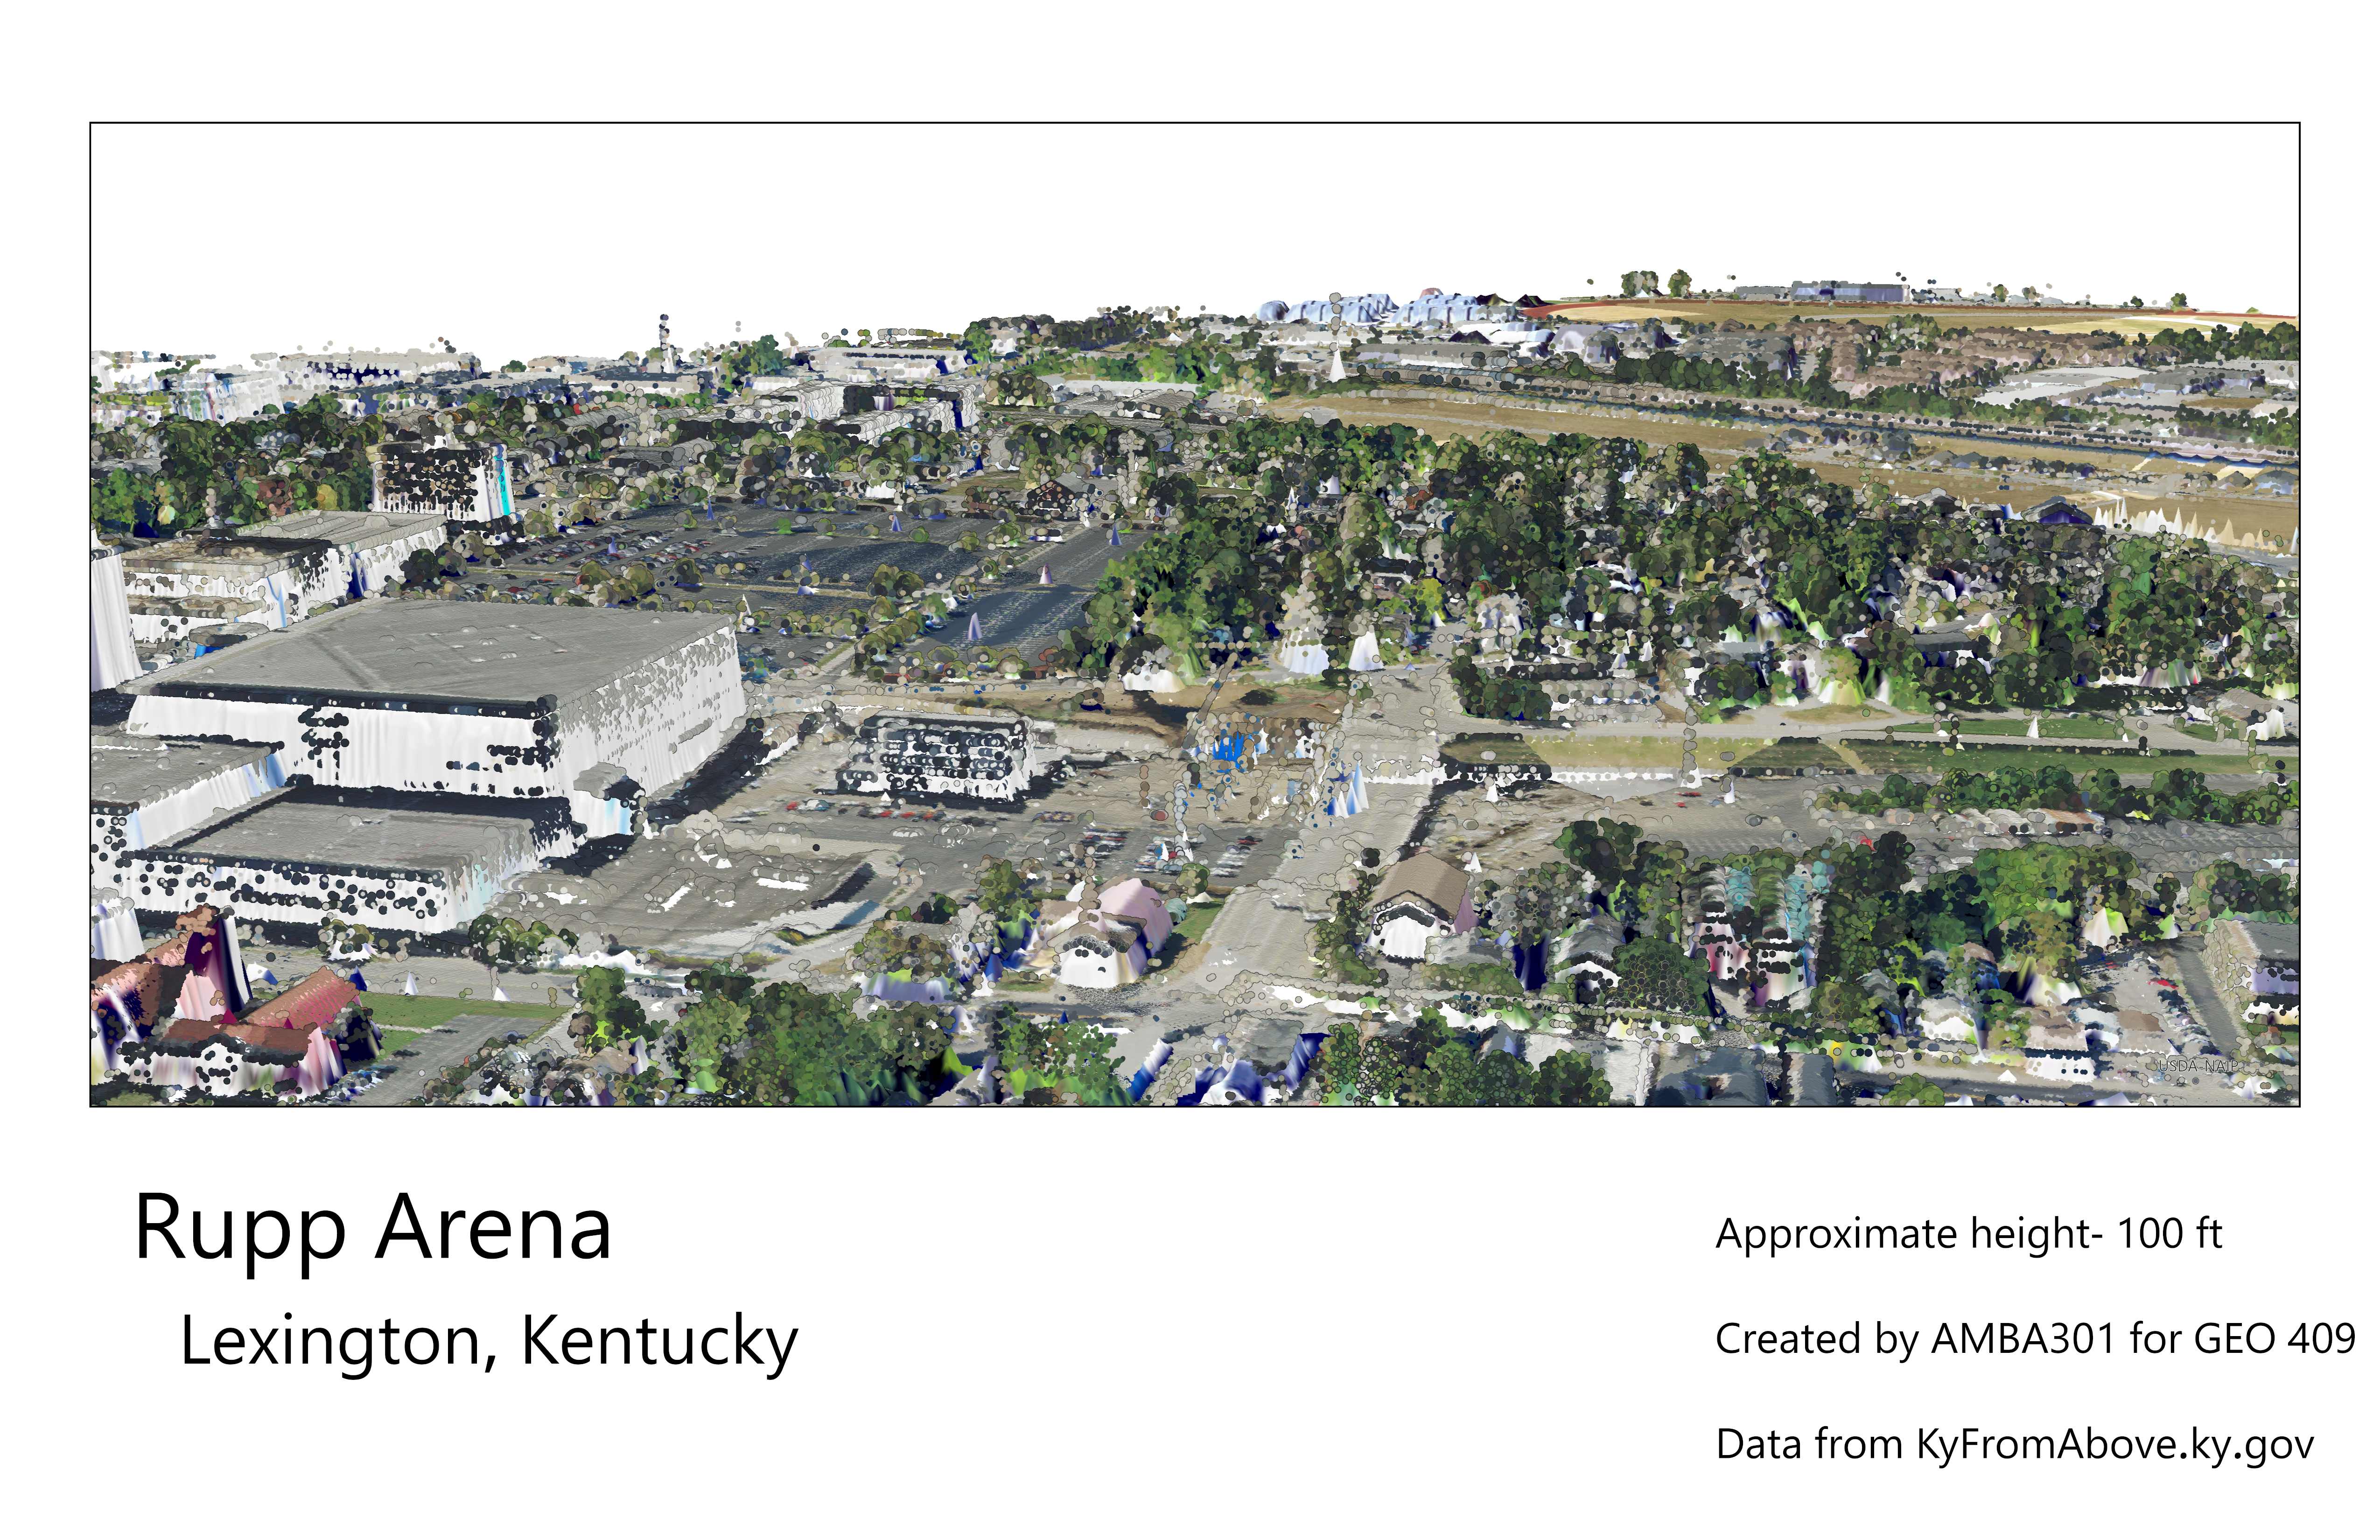 USDA NAIP
Rupp Arena
Lexington, Kentucky
Approximate height- 100 ft
Created by AMBA301 for GEO 409
Data from KyFromAbove.ky.gov